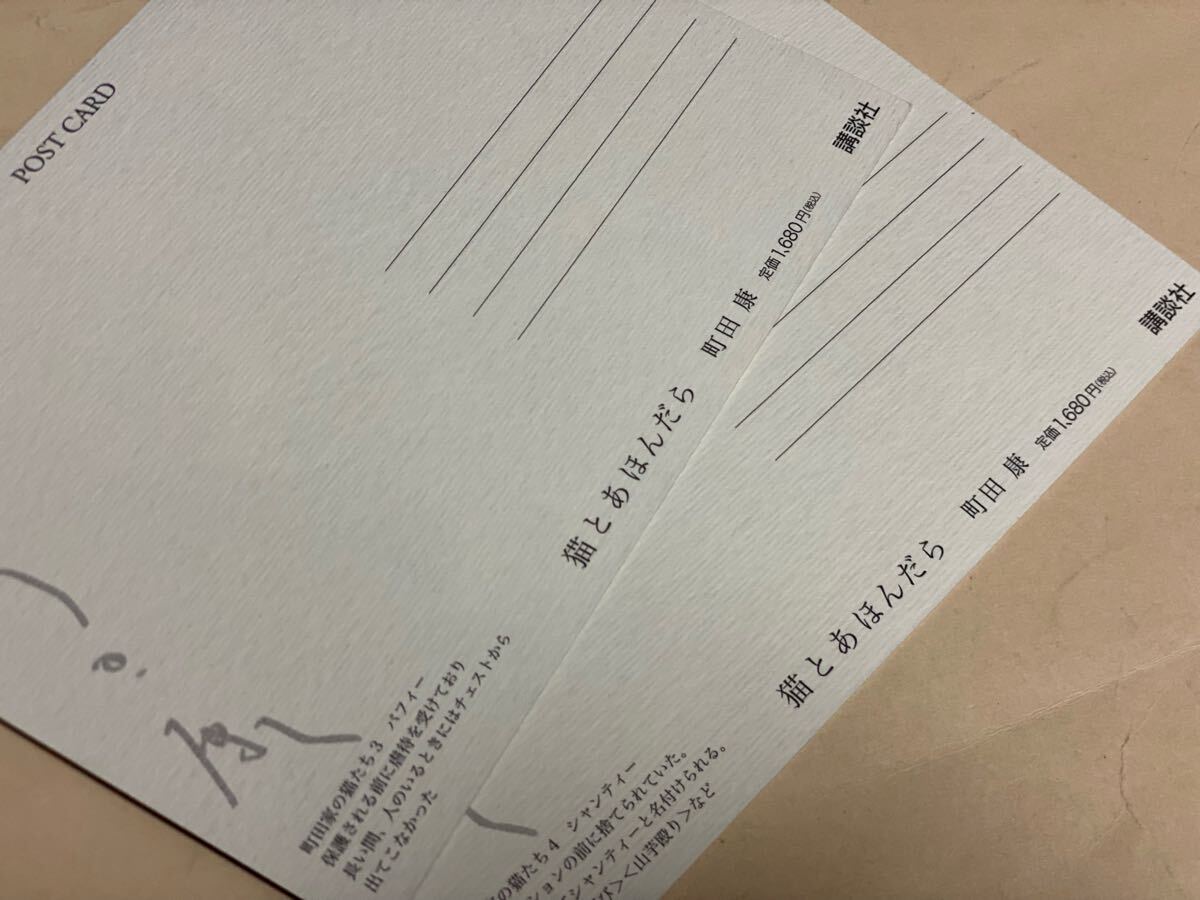 POST CARD
講談社
定価1,680円(税込)
町田 康
猫とあほんだら
町田家の猫たち3 パフィー
保護される前に虐待を受けており
長い間、人のいるときにはチェストから
出てこなかった
康
講談社
定価1,680円(税込)
町田 康
猫とあほんだら
の猫たち4 シャンティー
ションの前に捨てられていた。
シャンティーと名付けられる。
び><山芋殴り>など